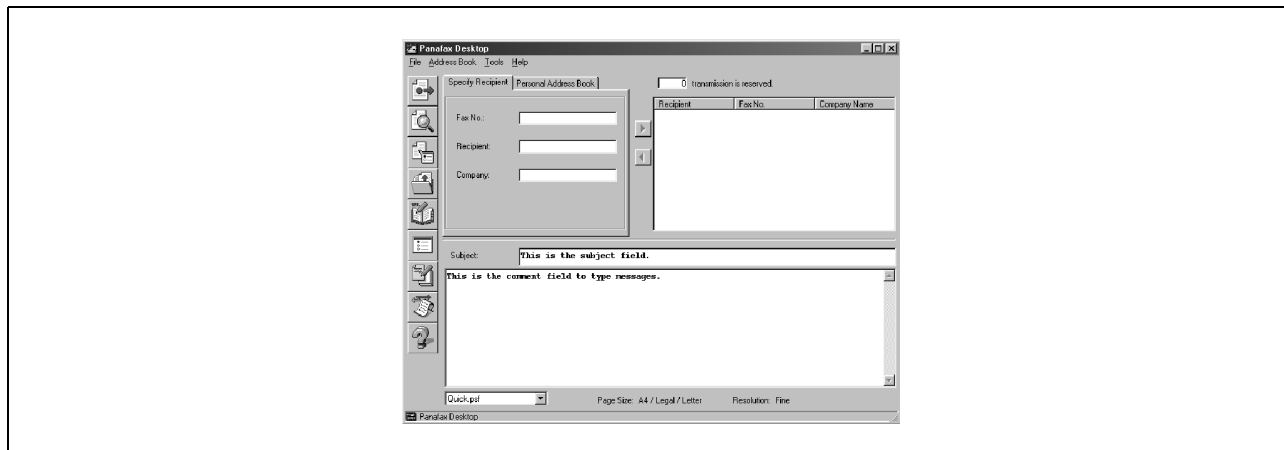 Panafax Desktop
File Address Book Tools Help
Specify Recipient Personal Address Book
Fax No.:
Recipient:
Company:
0 transmission is reserved.
Recipient Fax No. Company Name
Subject: This is the subject field.
This is the comment field to type messages.
Quick.psf Page Size: A4 / Legal / Letter Resolution: Fine
Panafax Desktop